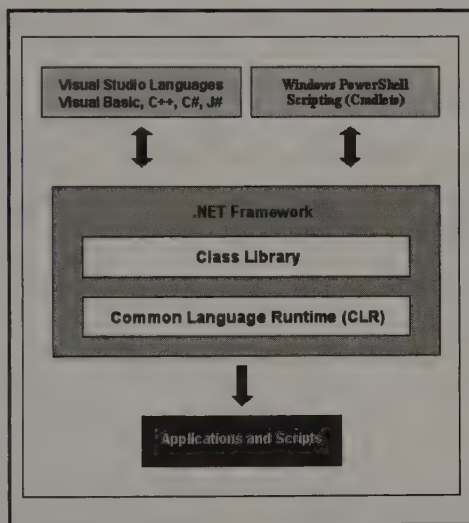 Visual Studio Languages
Visual Basic, C++, C#, J#
Windows PowerShell
Scripting (Cmdlets)
.NET Framework
Class Library
Common Language Runtime (CLR)
Applications and Scripts